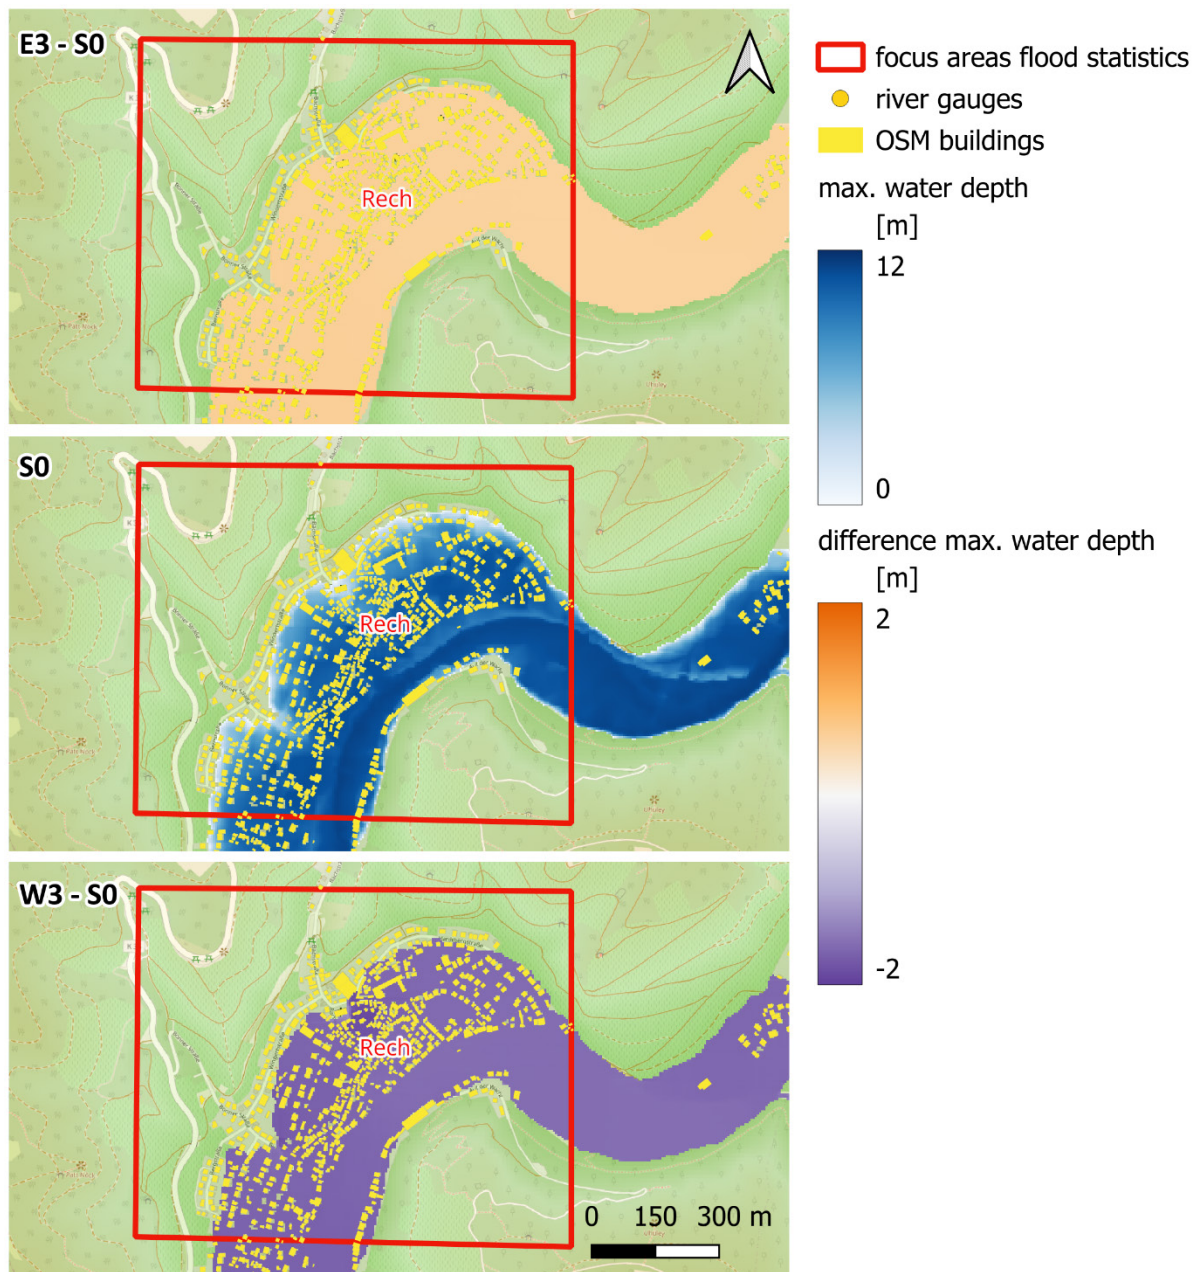 E3 - S0
Rech
focus areas flood statistics
river gauges
OSM buildings
max. water depth
[m]
12
0
S0
Rech
difference max. water depth
[m]
2
-2
W3 - S0
Rech
0 150 300 m